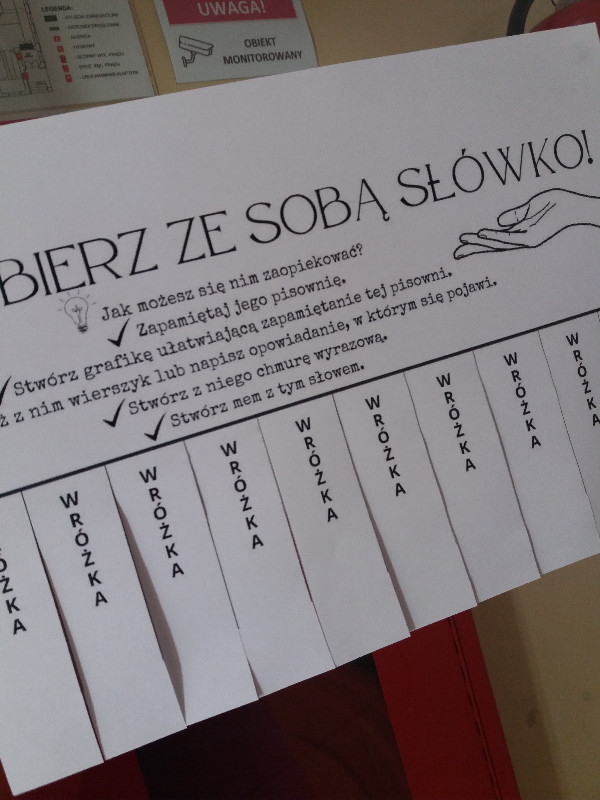 LEGENDA:
UWAGA!
OBIEKT
MONITOROWANY
BIERZ ZE SOBĄ SŁÓWKO!
Jak możesz się nim zaopiekować?
Zapamiętaj jego pisownię.
Stwórz grafikę ułatwiającą zapamiętanie tej pisowni.
ż z nim wierszyk lub napisz opowiadanie, w którym się pojawi.
Stwórz z niego chmurę wyrazową.
Stwórz mem z tym słowem.
ÓŻKA
WRÓŻKA
WRÓŻKA
WRÓŻKA
WRÓŻKA
WRÓŻKA
WRÓŻKA
WRÓŻKA
WRÓŻKA